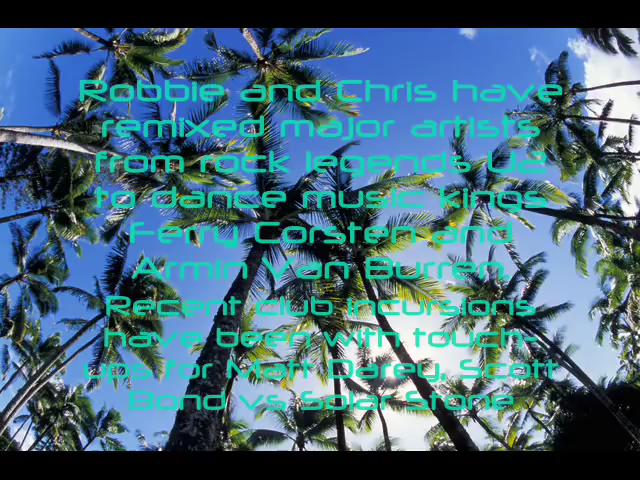 Robbie and Chris have
remixed major artists
from rock legends U2
to dance music kings
Ferry Corsten and
Armin Van Burren.
Recent club incursions
have been with touch-
ups for Matt Darey, Scott
Bond vs Solar Stone